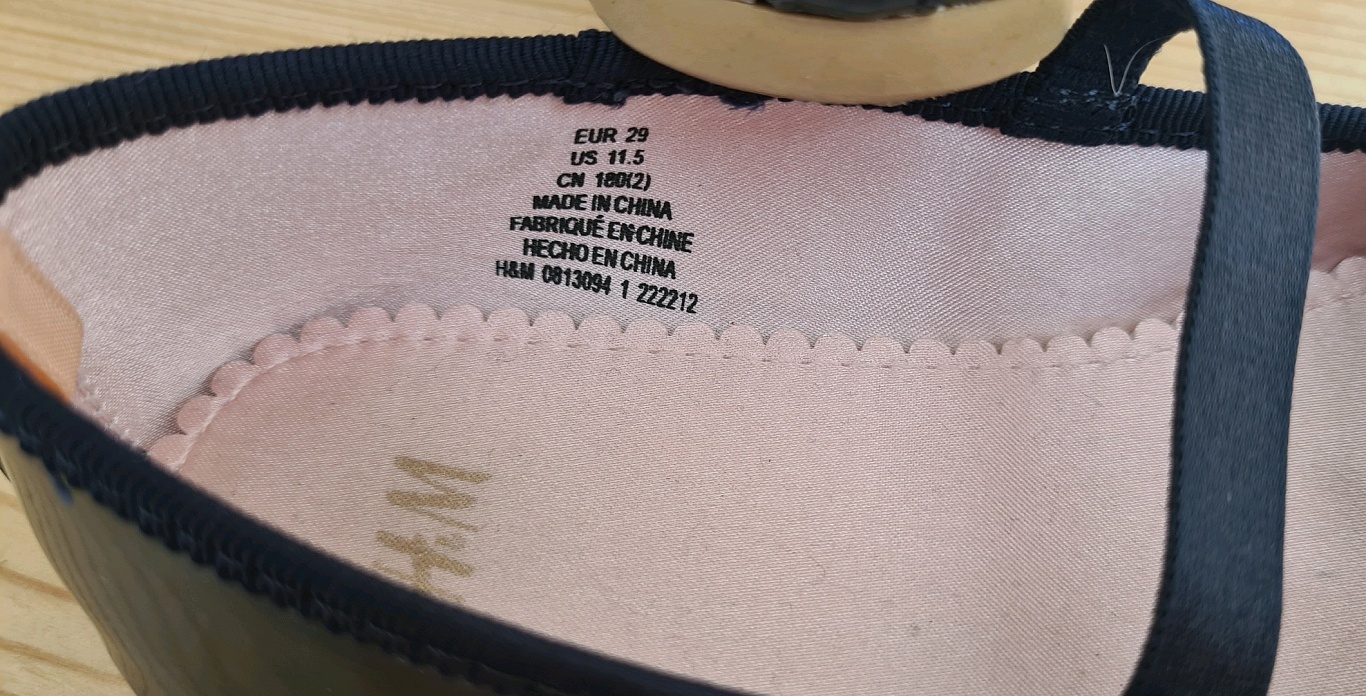 EUR 29
US 11.5
CN 180(2)
MADE IN CHINA
FABRIQUÉ EN CHINE
HECHO EN CHINA
H&M 0813094 1 222212
H&M